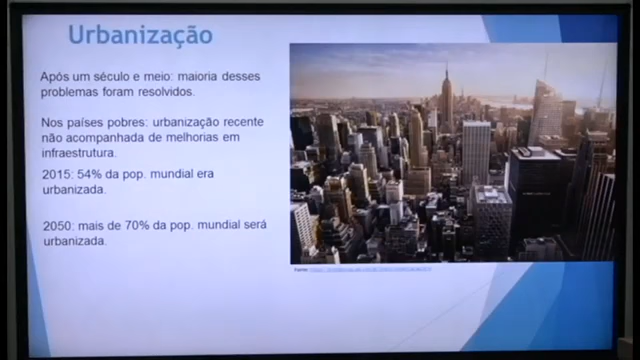 Urbanização
Após um século e meio: maioria desses
problemas foram resolvidos.
Nos países pobres: urbanização recente
não acompanhada de melhorias em
infraestrutura.
2015: 54% da pop. mundial era
urbanizada.
2050: mais de 70% da pop. mundial será
urbanizada.
Fonte: